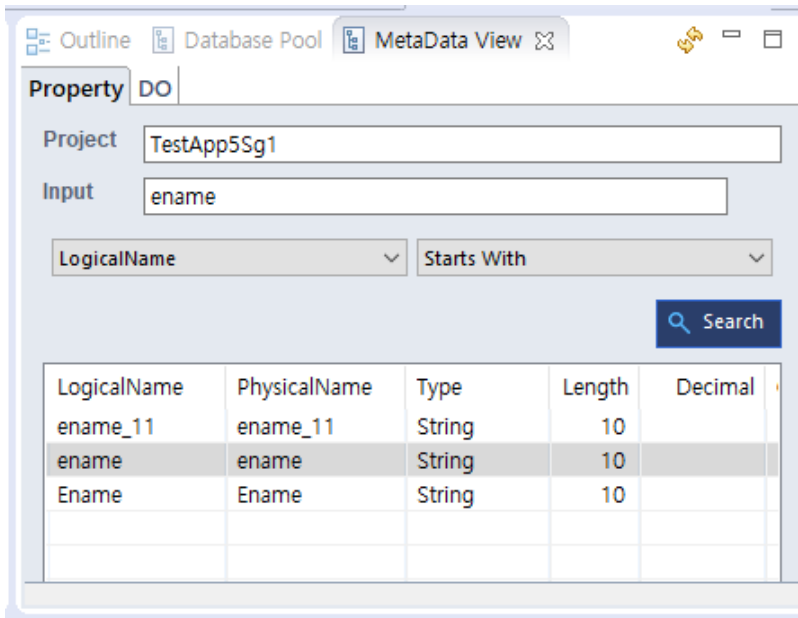 Outline Database Pool MetaData View
Property DO
Project TestApp5Sg1
Input ename
LogicalName Starts With
Search
LogicalName PhysicalName Type Length Decimal
ename_11 ename_11 String 10
ename ename String 10
Ename Ename String 10